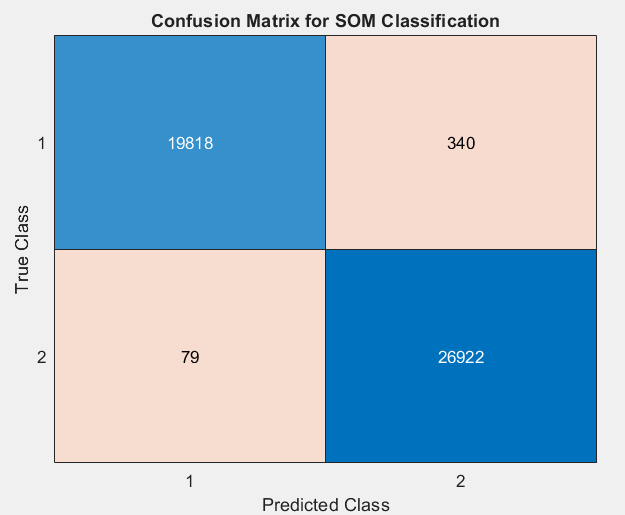 Confusion Matrix for SOM Classification
True Class
1
19818
340
2
79
26922
1
2
Predicted Class